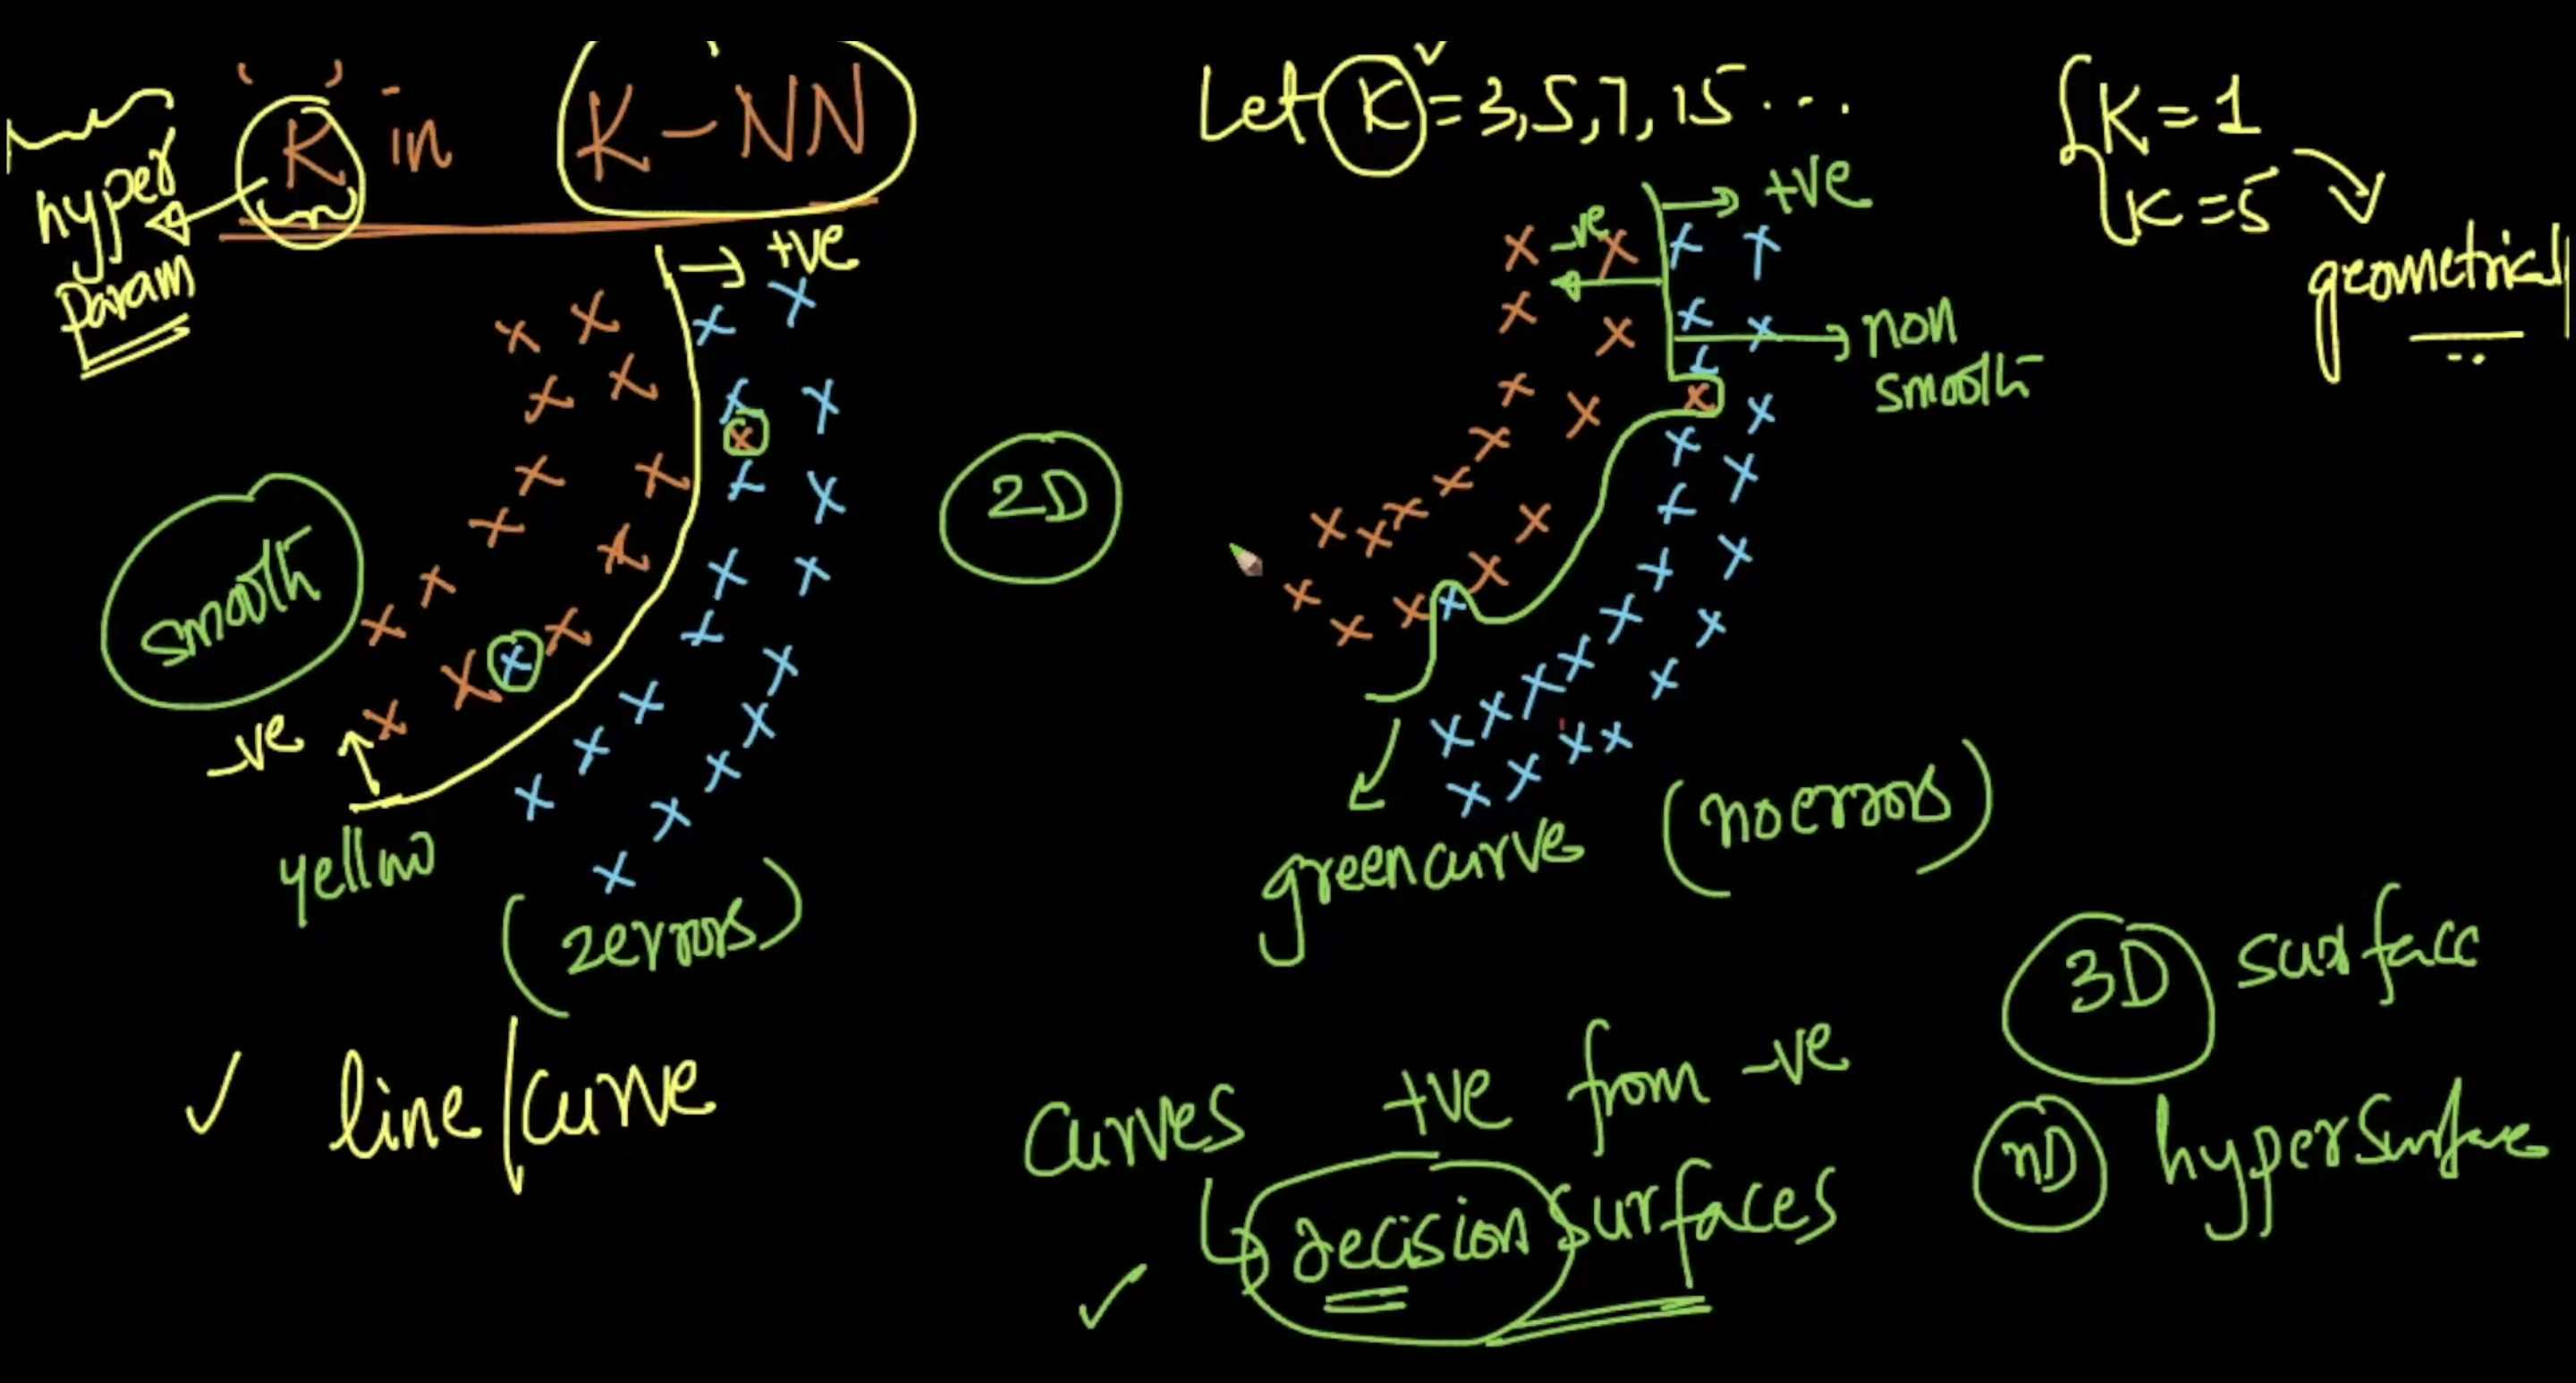 'K' in K-NN
hyper
param
Let K = 3, 5, 7, 15 ...
K = 1
K = 5
geometrical
+ve
smooth
-ve
yellow
(2 errors)
line/curve
2D
-ve
+ve
non
smooth
green curve (no errors)
curves +ve from -ve
decision surfaces
3D surface
nD hypersurface